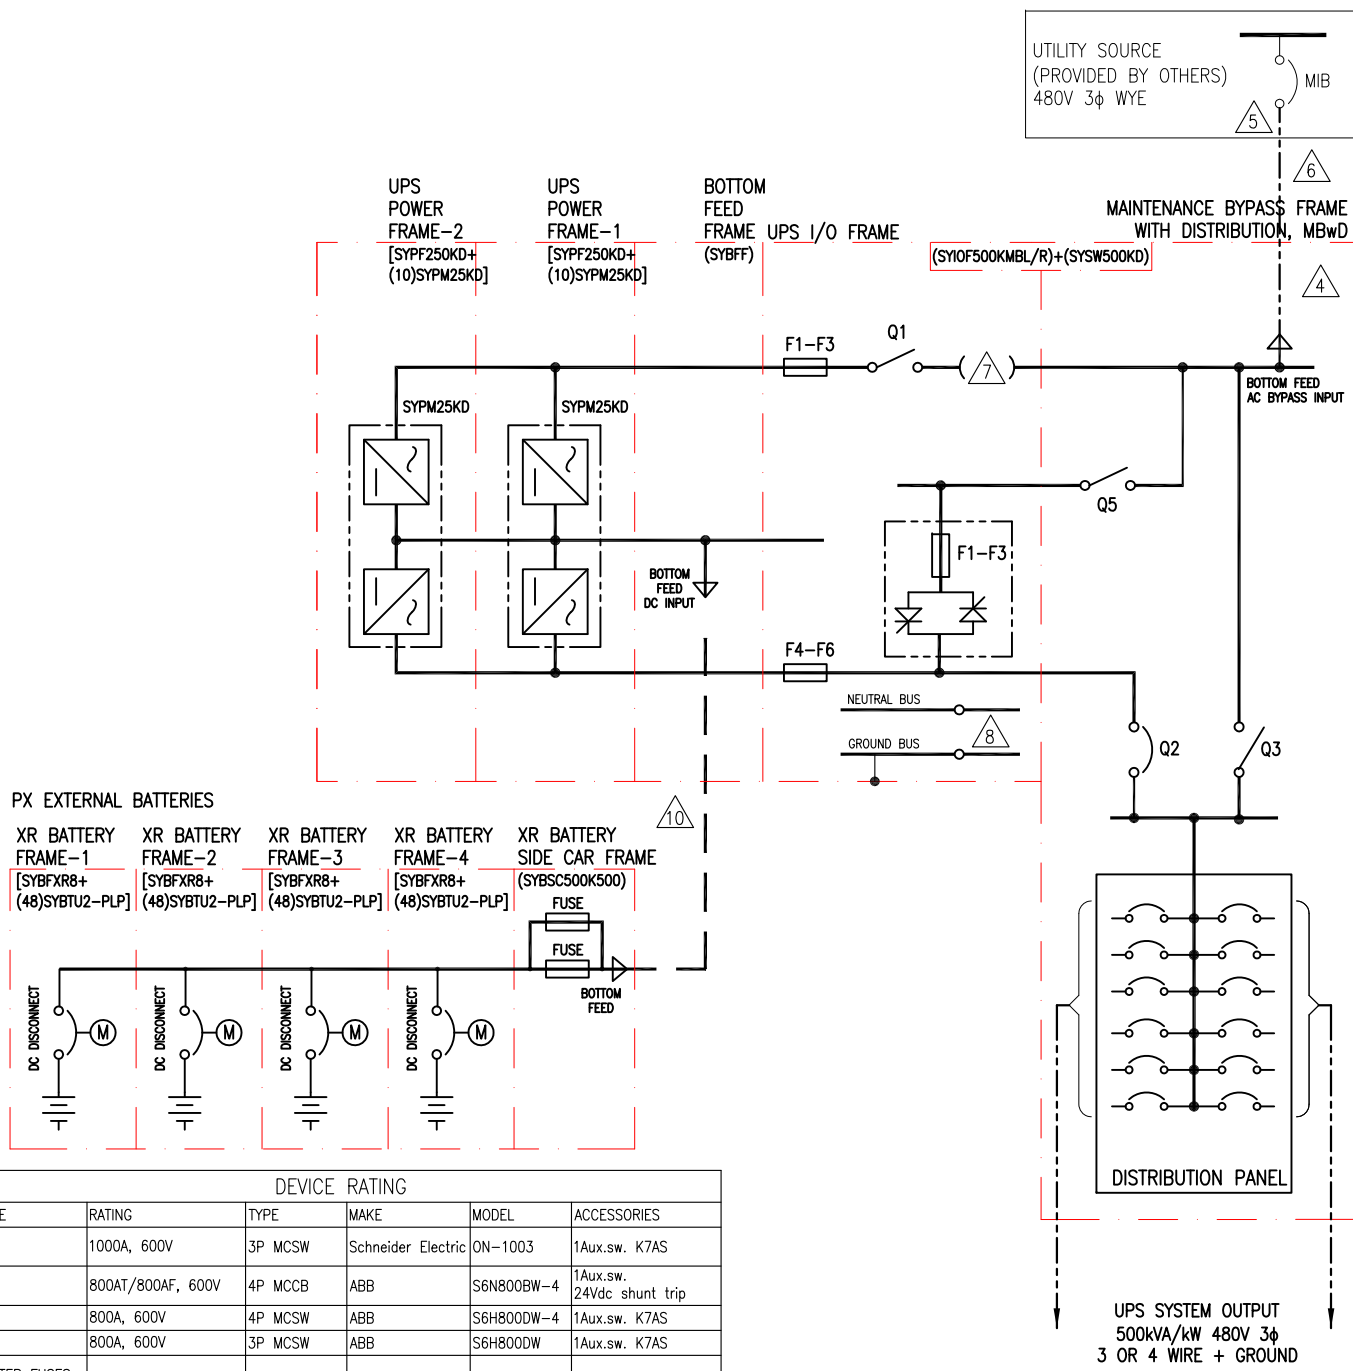 UTILITY SOURCE
(PROVIDED BY OTHERS)
480V 3ϕ WYE
MIB
5
6
UPS
POWER
FRAME-2
[SYPF250KD+
(10)SYPM25KD]
UPS
POWER
FRAME-1
[SYPF250KD+
(10)SYPM25KD]
BOTTOM
FEED
FRAME
(SYBFF)
UPS I/O FRAME
MAINTENANCE BYPASS FRAME
WITH DISTRIBUTION, MBwD
(SYIOF500KMBL/R)+(SYSW500KD)
4
F1-F3
Q1
7
BOTTOM FEED
AC BYPASS INPUT
SYPM25KD
SYPM25KD
Q5
F1-F3
BOTTOM
FEED
DC INPUT
F4-F6
NEUTRAL BUS
GROUND BUS
8
Q2
Q3
10
PX EXTERNAL BATTERIES
XR BATTERY
FRAME-1
[SYBFXR8+
(48)SYBTU2-PLP]
XR BATTERY
FRAME-2
[SYBFXR8+
(48)SYBTU2-PLP]
XR BATTERY
FRAME-3
[SYBFXR8+
(48)SYBTU2-PLP]
XR BATTERY
FRAME-4
[SYBFXR8+
(48)SYBTU2-PLP]
XR BATTERY
SIDE CAR FRAME
(SYBSC500K500)
FUSE
FUSE
BOTTOM
FEED
DC DISCONNECT
M
DC DISCONNECT
M
DC DISCONNECT
M
DC DISCONNECT
M
DISTRIBUTION PANEL
UPS SYSTEM OUTPUT
500kVA/kW 480V 3ϕ
3 OR 4 WIRE + GROUND
DEVICE RATING
E RATING TYPE MAKE MODEL ACCESSORIES
1000A, 600V 3P MCSW Schneider Electric ON-1003 1Aux.sw. K7AS
800AT/800AF, 600V 4P MCCB ABB S6N800BW-4 1Aux.sw.
24Vdc shunt trip
800A, 600V 4P MCSW ABB S6H800DW-4 1Aux.sw. K7AS
800A, 600V 3P MCSW ABB S6H800DW 1Aux.sw. K7AS